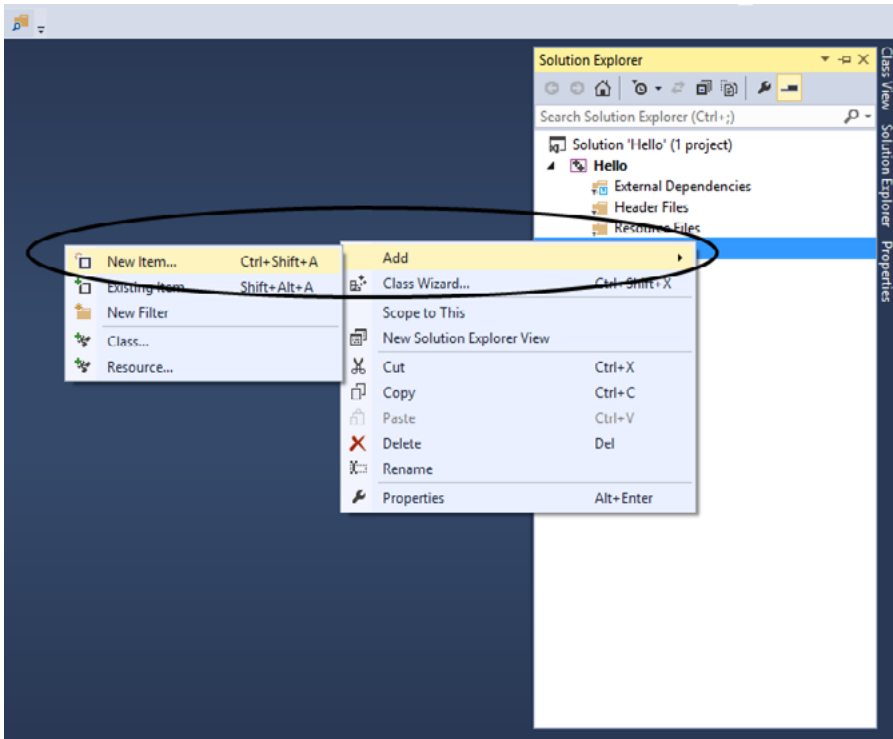 Solution Explorer
Search Solution Explorer (Ctrl+;)
Solution 'Hello' (1 project)
Hello
External Dependencies
Header Files
Resource Files
Add
Class Wizard... Ctrl+Shift+X
Scope to This
New Solution Explorer View
Cut Ctrl+X
Copy Ctrl+C
Paste Ctrl+V
Delete Del
Rename
Properties Alt+Enter
New Item... Ctrl+Shift+A
Existing Item... Shift+Alt+A
New Filter
Class...
Resource...
Class View
Solution Explorer
Properties